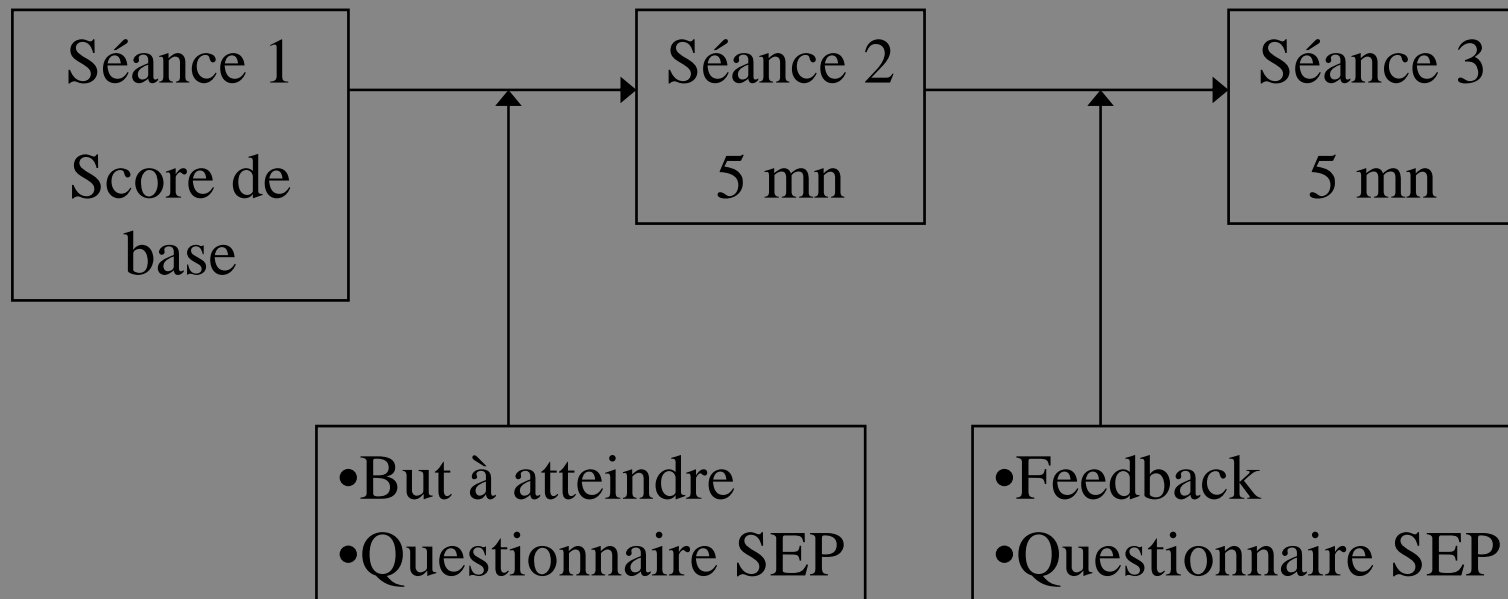 Séance 1
Score de
base
Séance 2
5 mn
Séance 3
5 mn
•But à atteindre
•Questionnaire SEP
•Feedback
•Questionnaire SEP